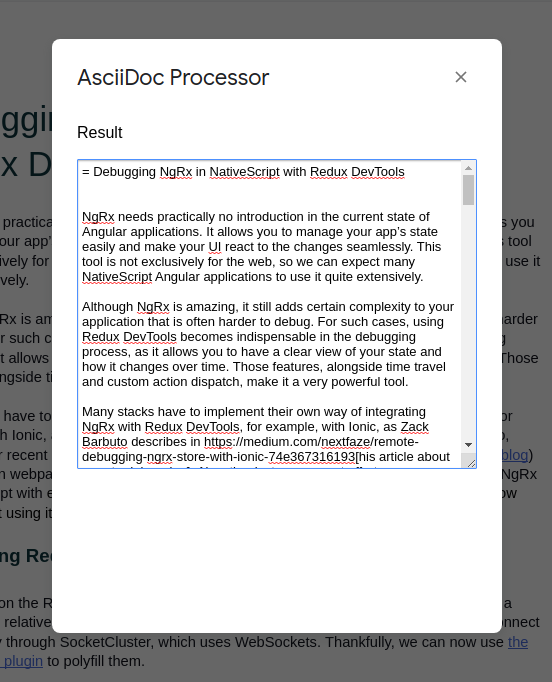 AsciiDoc Processor
Result
= Debugging NgRx in NativeScript with Redux DevTools
NgRx needs practically no introduction in the current state of
Angular applications. It allows you to manage your app's state
easily and make your UI react to the changes seamlessly. This
tool is not exclusively for the web, so we can expect many
NativeScript Angular applications to use it quite extensively.
Although NgRx is amazing, it still adds certain complexity to your
application that is often harder to debug. For such cases, using
Redux DevTools becomes indispensable in the debugging
process, as it allows you to have a clear view of your state and
how it changes over time. Those features, alongside time travel
and custom action dispatch, make it a very powerful tool.
Many stacks have to implement their own way of integrating
NgRx with Redux DevTools, for example, with Ionic, as Zack
Barbuto describes in https://medium.com/nextfaze/remote-
debugging-ngrx-store-with-ionic-74e367316193[his article about
gging
x D
practica
s you
our app'
s tool
ively for
use it
vely.
Rx is am
harder
r such c
g
t allows
Those
ngside ti
have to
or
h Ionic, a
o,
r recent
blog)
n webpa
NgRx
pt with e
ow
t using it
ng Re
on the R
a
relative
nnect
y through SocketCluster, which uses WebSockets. Thankfully, we can now use the
plugin to polyfill them.